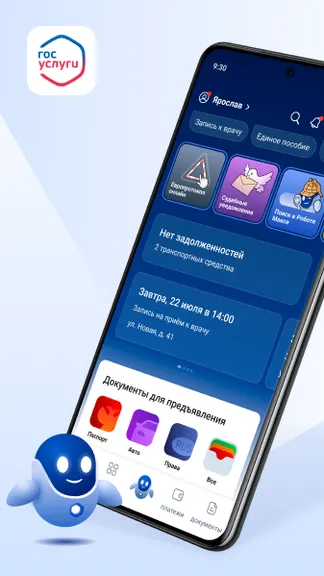 гос
услуги
9:30
Ярослав
Запись к врачу
Единое пособие
Европротокол
онлайн
Судебные
уведомления
Поиск в Роботе
Максе
Нет задолженностей
2 транспортных средства
Завтра, 22 июля в 14:00
Запись на приём к врачу
ул. Новая, д. 41
Документы для предъявления
Паспорт
Авто
Права
Все
платежи
документы